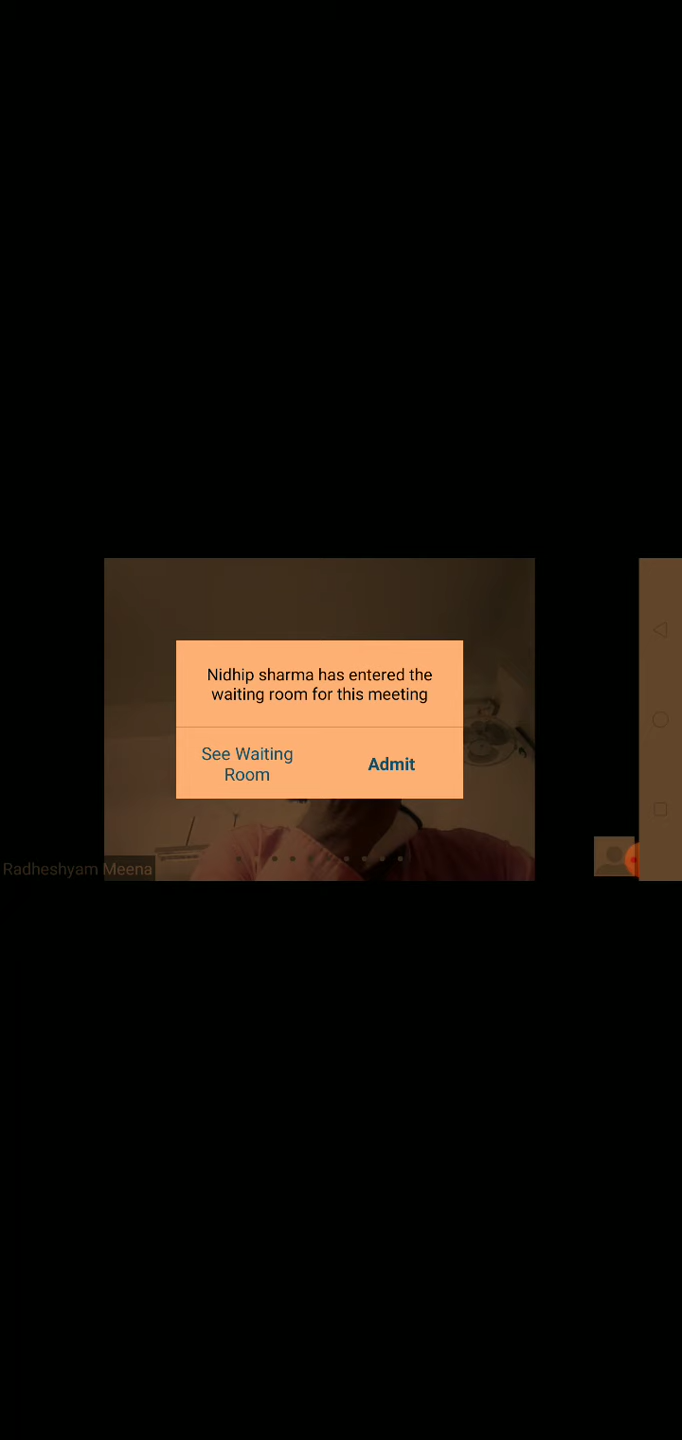 Nidhip sharma has entered the
waiting room for this meeting
See Waiting
Room
Admit
Radheshyam Meena